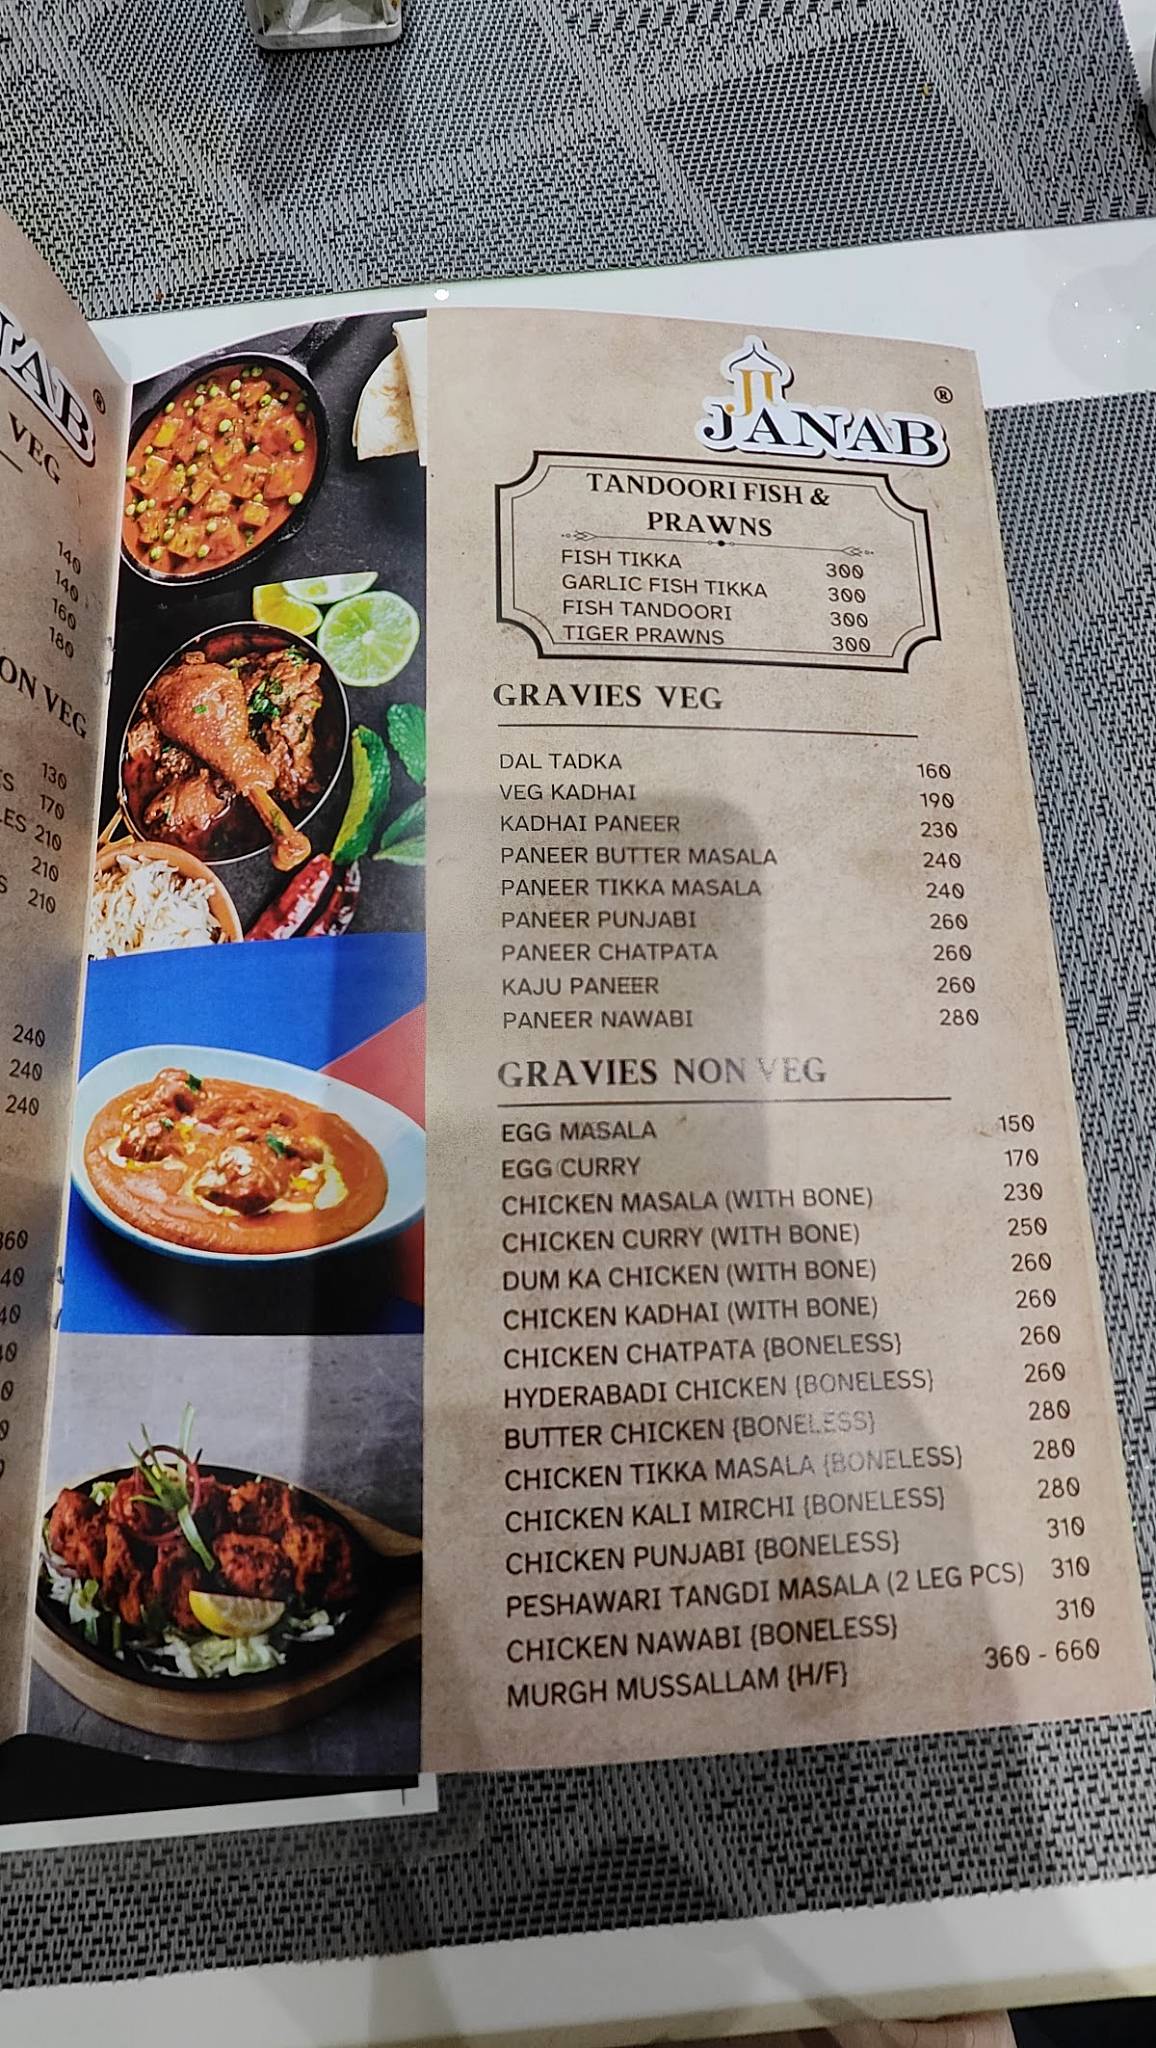 NAB ®
VEG
140
140
160
180
ON VEG
130
S 170
LES 210
210
S 210
240
240
240
360
40
40
JANAB ®
TANDOORI FISH &
PRAWNS
FISH TIKKA 300
GARLIC FISH TIKKA 300
FISH TANDOORI 300
TIGER PRAWNS 300
GRAVIES VEG
DAL TADKA 160
VEG KADHAI 190
KADHAI PANEER 230
PANEER BUTTER MASALA 240
PANEER TIKKA MASALA 240
PANEER PUNJABI 260
PANEER CHATPATA 260
KAJU PANEER 260
PANEER NAWABI 280
GRAVIES NON VEG
EGG MASALA 150
EGG CURRY 170
CHICKEN MASALA (WITH BONE) 230
CHICKEN CURRY (WITH BONE) 250
DUM KA CHICKEN (WITH BONE) 260
CHICKEN KADHAI (WITH BONE) 260
CHICKEN CHATPATA {BONELESS} 260
HYDERABADI CHICKEN {BONELESS} 260
BUTTER CHICKEN {BONELESS} 280
CHICKEN TIKKA MASALA {BONELESS} 280
CHICKEN KALI MIRCHI {BONELESS} 280
CHICKEN PUNJABI {BONELESS} 310
PESHAWARI TANGDI MASALA (2 LEG PCS) 310
CHICKEN NAWABI {BONELESS} 310
MURGH MUSSALLAM {H/F} 360 - 660